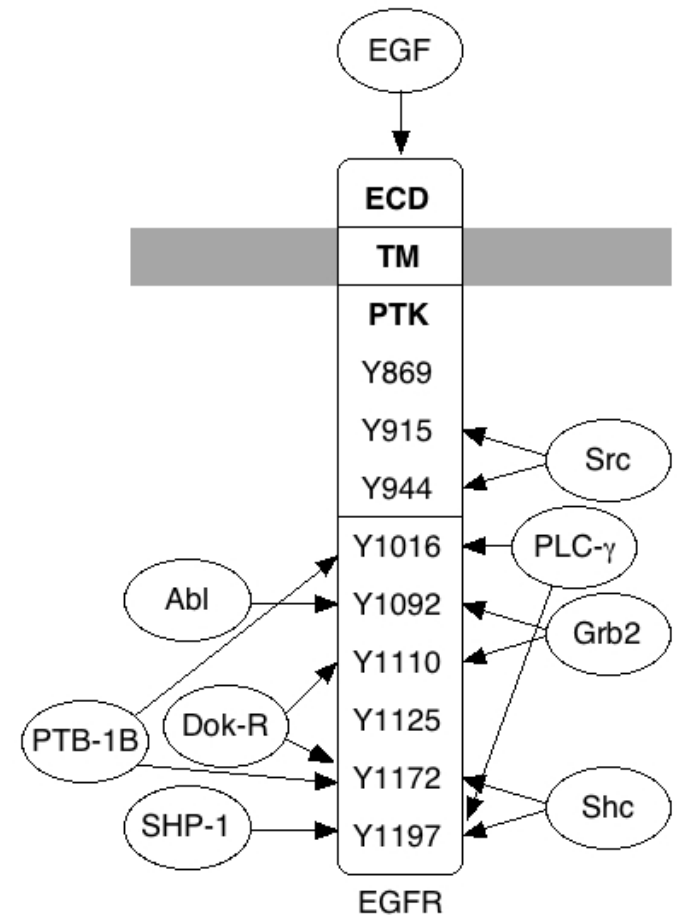 EGF
ECD
TM
PTK
Y869
Y915
Src
Y944
Y1016
PLC-γ
Abl
Y1092
Grb2
Y1110
PTB-1B
Dok-R
Y1125
Y1172
Shc
SHP-1
Y1197
EGFR